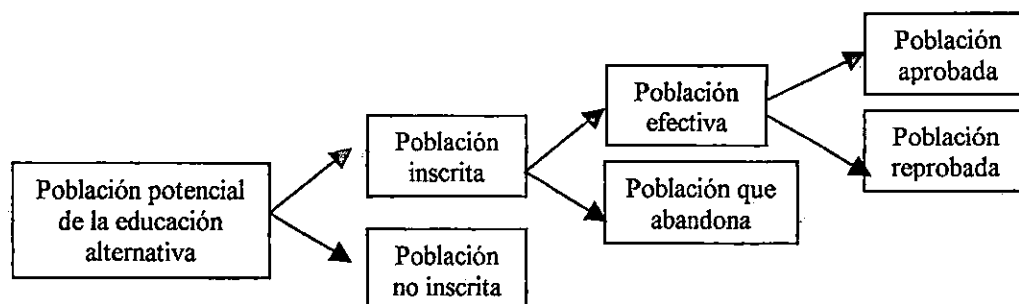 Población potencial
de la educación
alternativa
Población
inscrita
Población
no inscrita
Población
efectiva
Población que
abandona
Población
aprobada
Población
reprobada